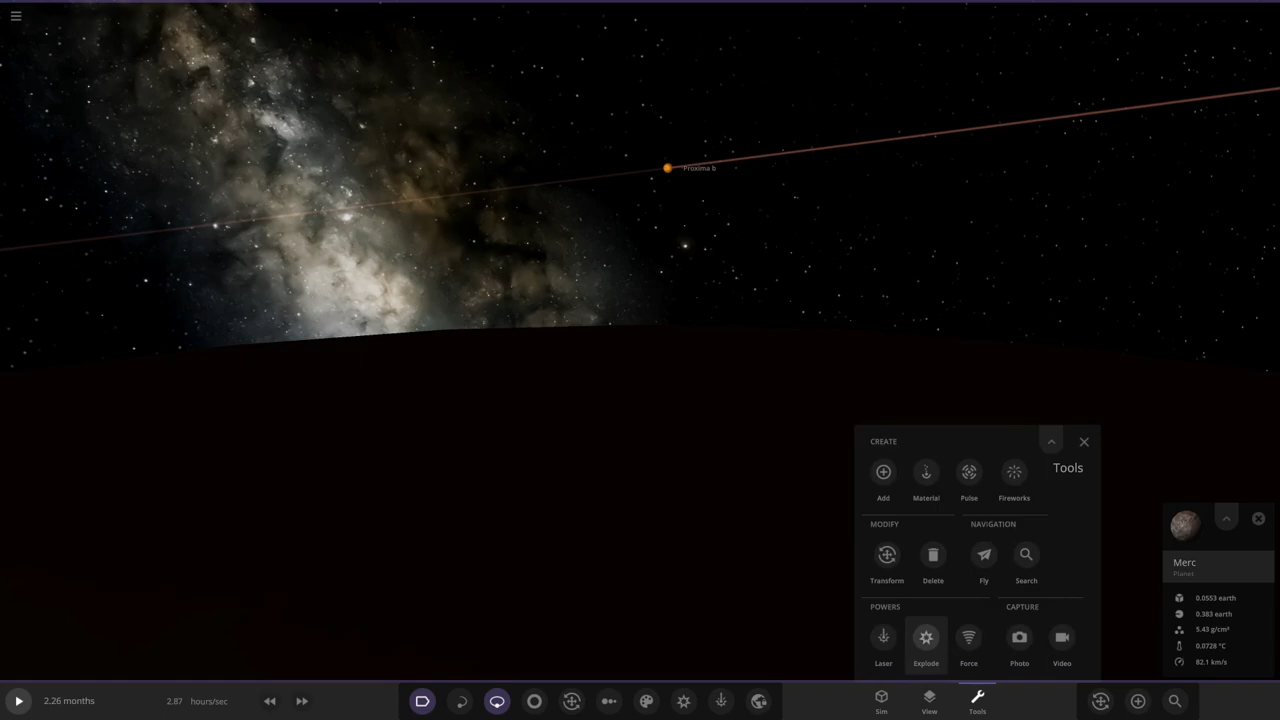 Proxima b
CREATE
Tools
Add
Material
Pulse
Fireworks
MODIFY
NAVIGATION
Transform
Delete
Fly
Search
POWERS
CAPTURE
Laser
Explode
Force
Photo
Video
Merc
Planet
0.0553 earth
0.383 earth
5.43 g/cm³
0.0728 °C
82.1 km/s
2.26 months
2.87 hours/sec
Sim
View
Tools